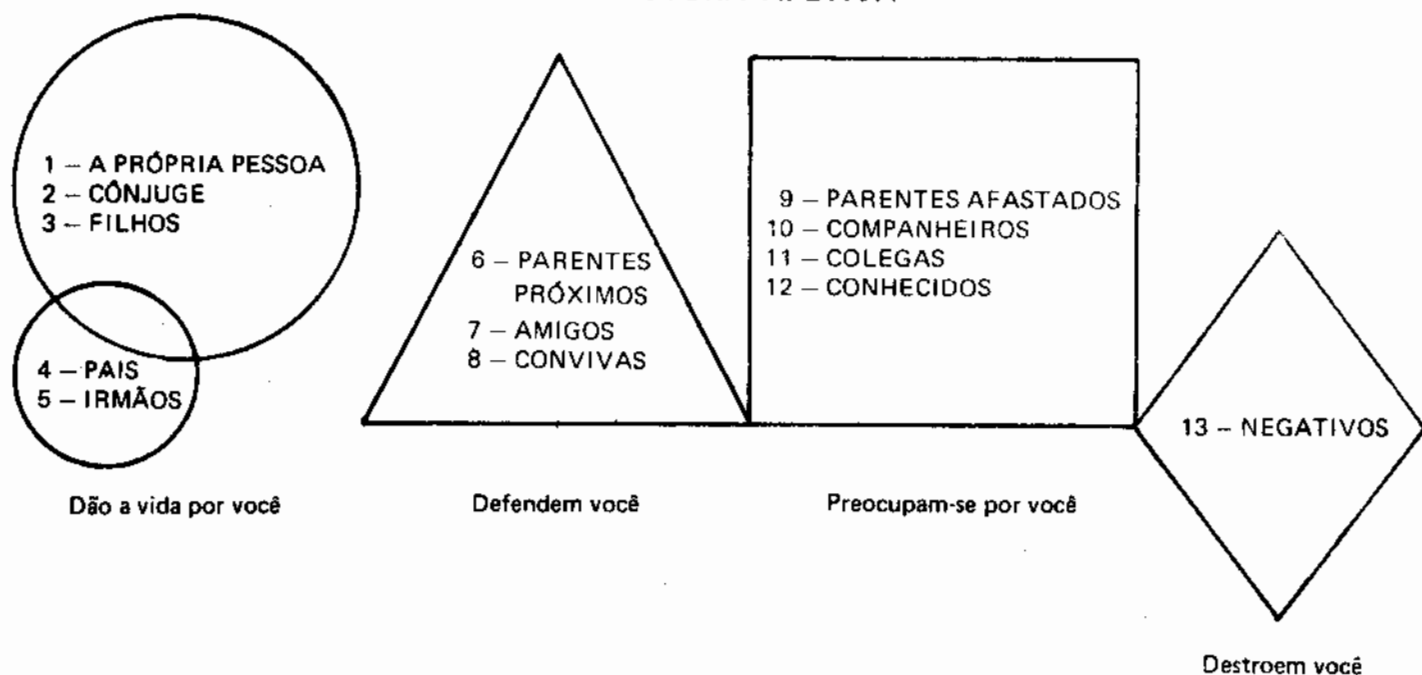 1 – A PRÓPRIA PESSOA
2 – CÔNJUGE
3 – FILHOS
4 – PAIS
5 – IRMÃOS
Dão a vida por você
6 – PARENTES
PRÓXIMOS
7 – AMIGOS
8 – CONVIVAS
Defendem você
9 – PARENTES AFASTADOS
10 – COMPANHEIROS
11 – COLEGAS
12 – CONHECIDOS
Preocupam-se por você
13 – NEGATIVOS
Destroem você